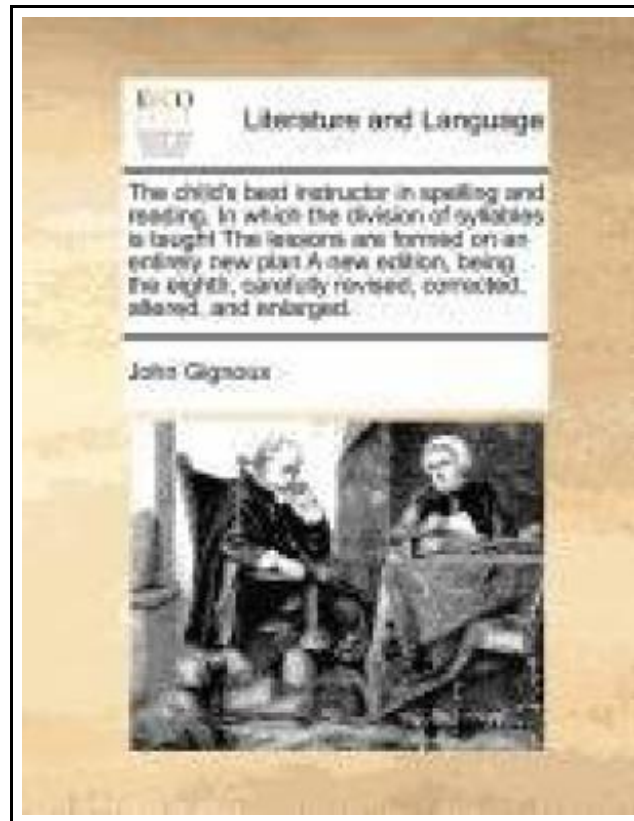 ECCO
Literature and Language
The child's best instructor in spelling and
reading. In which the division of syllables
is taught The lessons are formed on an
entirely new plan A new edition, being
the eighth, carefully revised, corrected,
altered, and enlarged.
John Gignoux